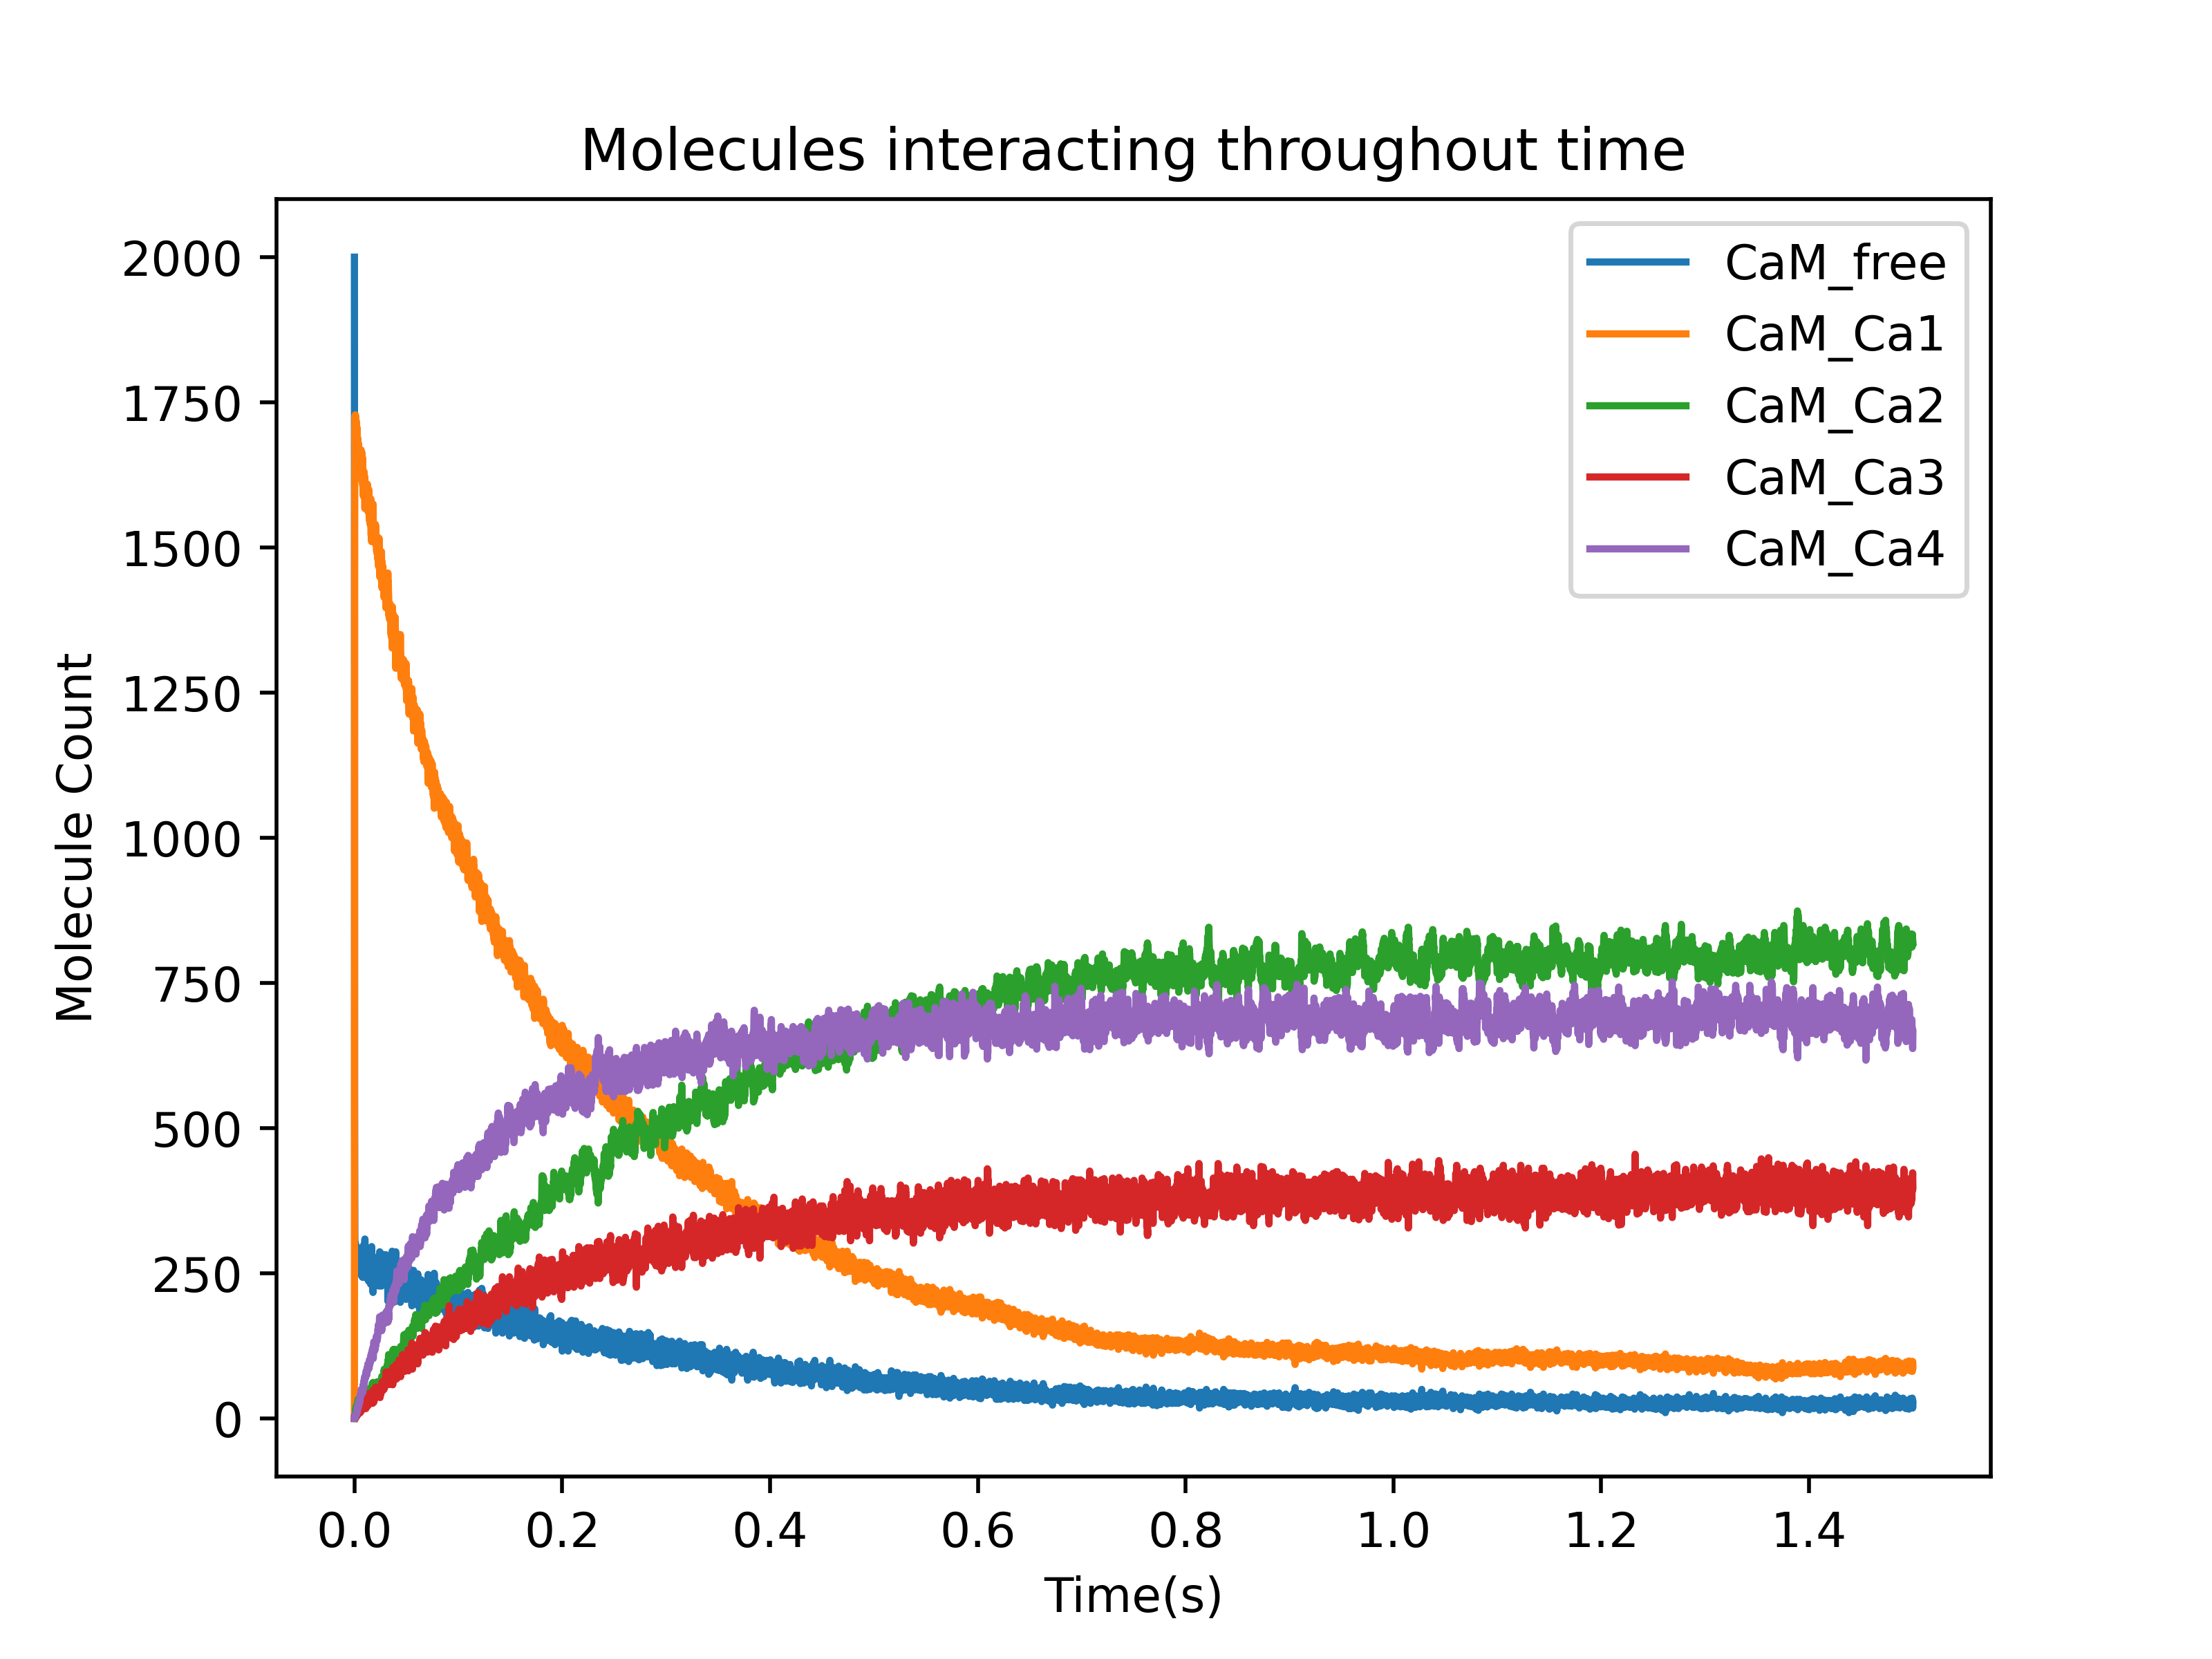 Molecules interacting throughout time
2000
1750
1500
1250
1000
750
500
250
0
Molecule Count
CaM_free
CaM_Ca1
CaM_Ca2
CaM_Ca3
CaM_Ca4
0.0 0.2 0.4 0.6 0.8 1.0 1.2 1.4
Time(s)